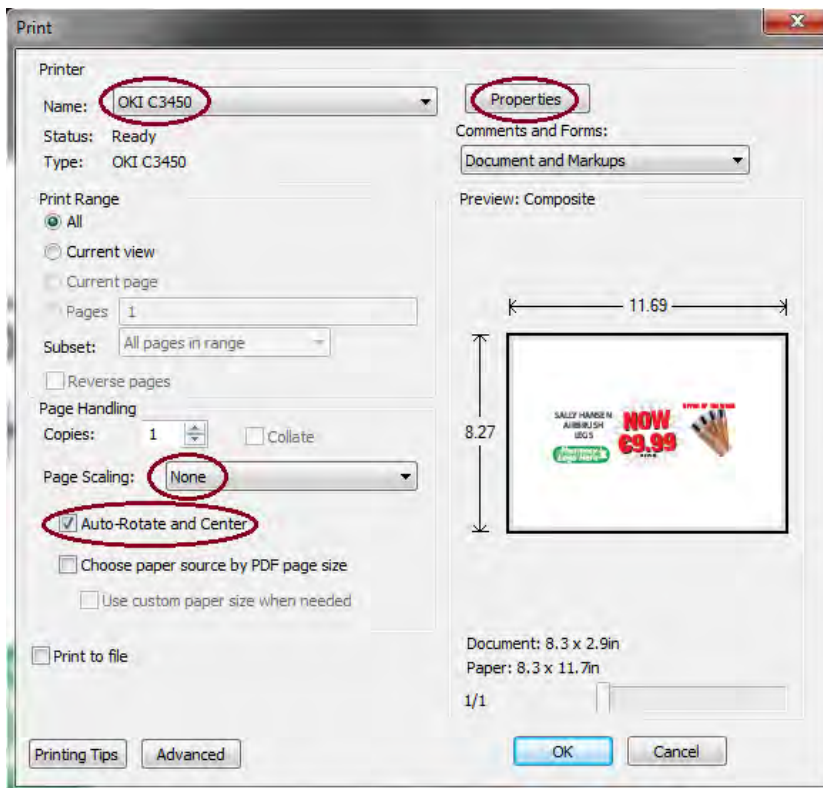 Print
Printer
Name: OKI C3450
Properties
Status: Ready
Comments and Forms:
Type: OKI C3450
Document and Markups
Print Range
Preview: Composite
All
Current view
Current page
Pages 1
Subset: All pages in range
Reverse pages
11.69
8.27
SALLY HANSEN
AIRBRUSH
LEGS
NOW
€9.99
Pharmacy
Logo Here
Page Handling
Copies: 1 Collate
Page Scaling: None
Auto-Rotate and Center
Choose paper source by PDF page size
Use custom paper size when needed
Print to file
Document: 8.3 x 2.9in
Paper: 8.3 x 11.7in
1/1
Printing Tips Advanced OK Cancel